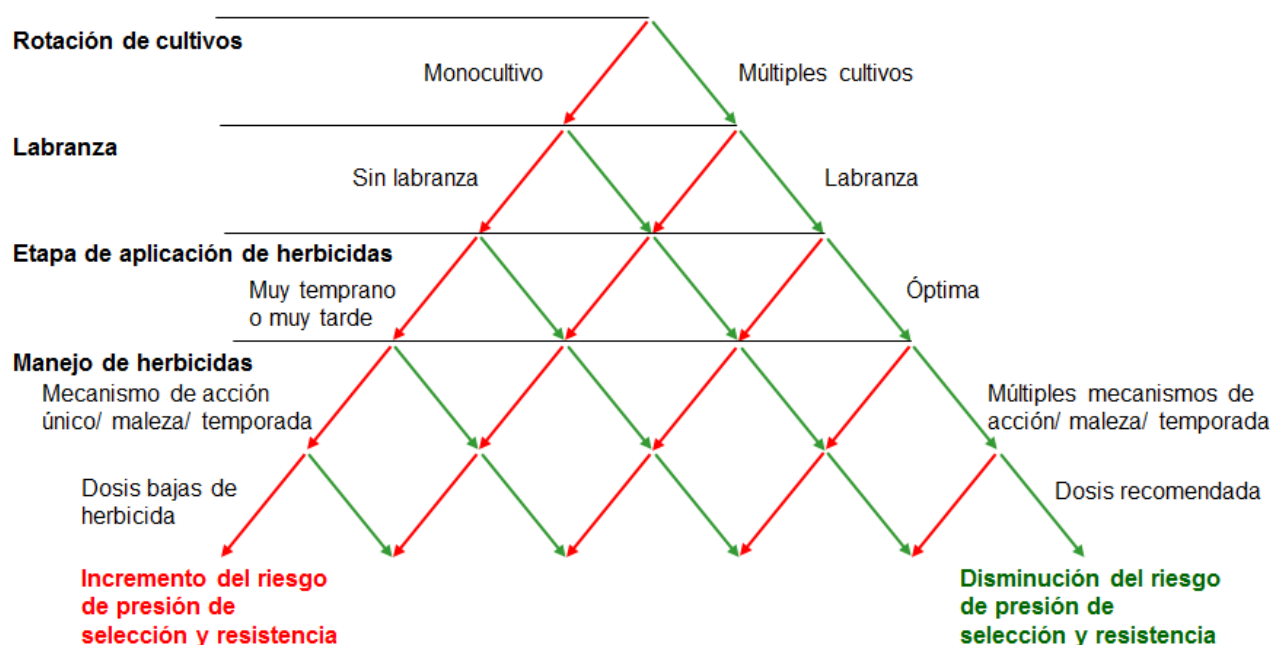 Rotación de cultivos
Monocultivo
Múltiples cultivos
Labranza
Sin labranza
Labranza
Etapa de aplicación de herbicidas
Muy temprano
o muy tarde
Óptima
Manejo de herbicidas
Mecanismo de acción
único/ maleza/ temporada
Múltiples mecanismos de
acción/ maleza/ temporada
Dosis bajas de
herbicida
Dosis recomendada
Incremento del riesgo
de presión de
selección y resistencia
Disminución del riesgo
de presión de
selección y resistencia